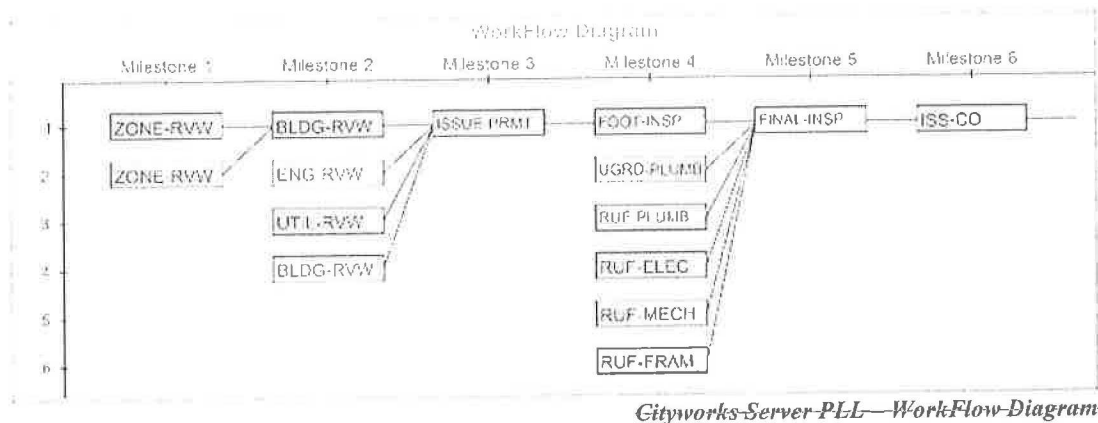 WorkFlow Diagram
Milestone 1 Milestone 2 Milestone 3 Milestone 4 Milestone 5 Milestone 6
1 ZONE-RVW BLDG-RVW ISSUE-PRMT FOOT-INSP FINAL-INSP ISS-CO
2 ZONE-RVW ENG-RVW UGRD-PLUMB
3 UTIL-RVW RUF-PLUMB
BLDG-RVW RUF-ELEC
5 RUF-MECH
6 RUF-FRAM
Gityworks Server PLL—WorkFlow Diagram